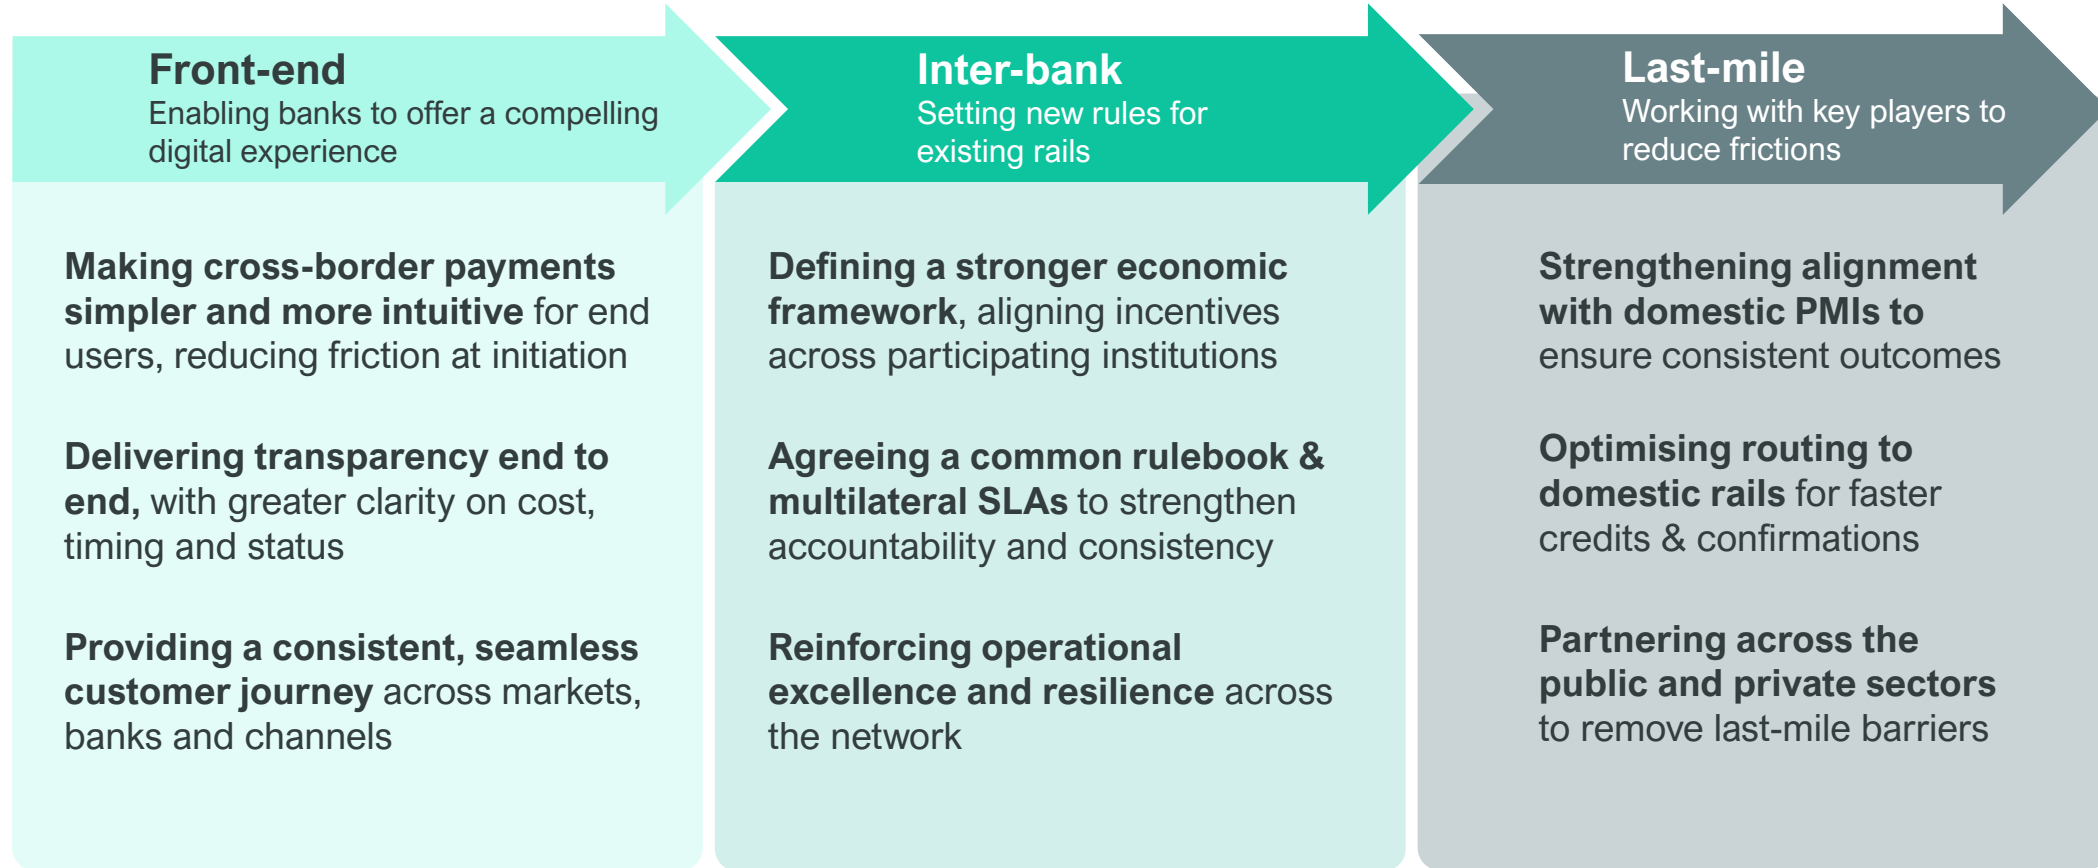 Front-end
Enabling banks to offer a compelling
digital experience
Making cross-border payments
simpler and more intuitive for end
users, reducing friction at initiation
Delivering transparency end to
end, with greater clarity on cost,
timing and status
Providing a consistent, seamless
customer journey across markets,
banks and channels
Inter-bank
Setting new rules for
existing rails
Defining a stronger economic
framework, aligning incentives
across participating institutions
Agreeing a common rulebook &
multilateral SLAs to strengthen
accountability and consistency
Reinforcing operational
excellence and resilience across
the network
Last-mile
Working with key players to
reduce frictions
Strengthening alignment
with domestic PMIs to
ensure consistent outcomes
Optimising routing to
domestic rails for faster
credits & confirmations
Partnering across the
public and private sectors
to remove last-mile barriers